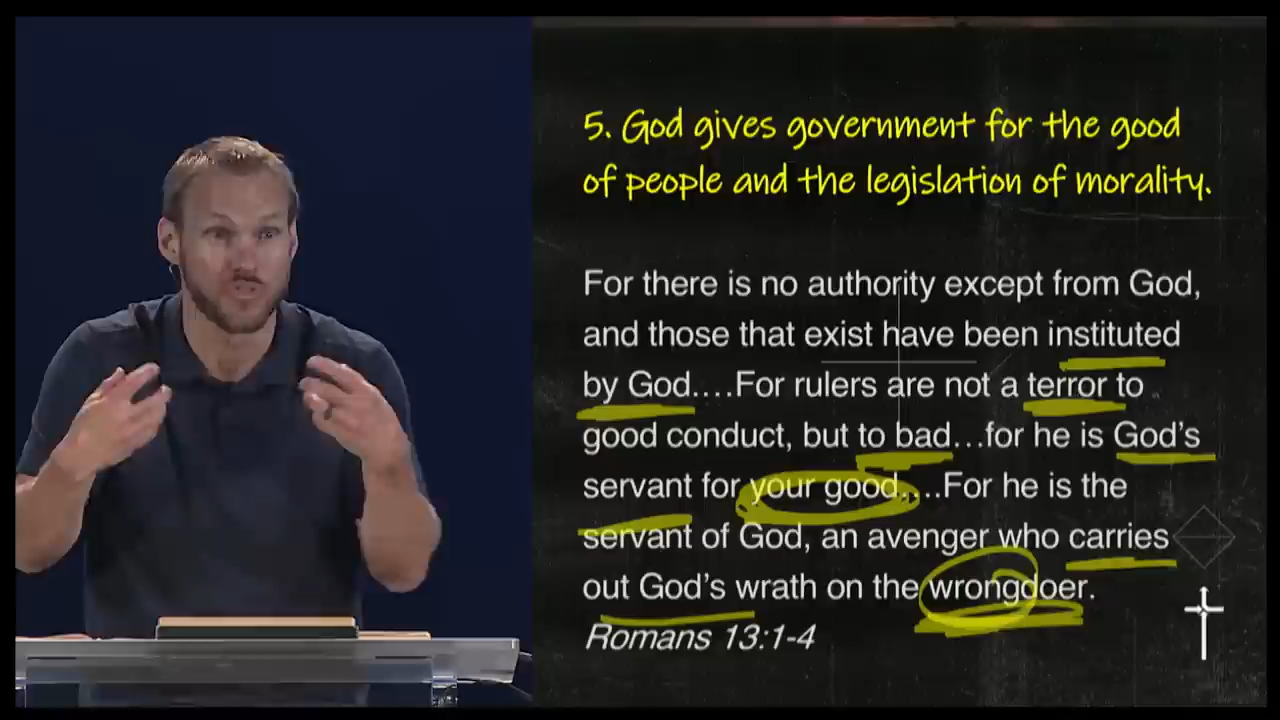 5. God gives government for the good
of people and the legislation of morality.
For there is no authority except from God,
and those that exist have been instituted
by God....For rulers are not a terror to
good conduct, but to bad...for he is God's
servant for your good....For he is the
servant of God, an avenger who carries
out God's wrath on the wrongdoer.
Romans 13:1-4